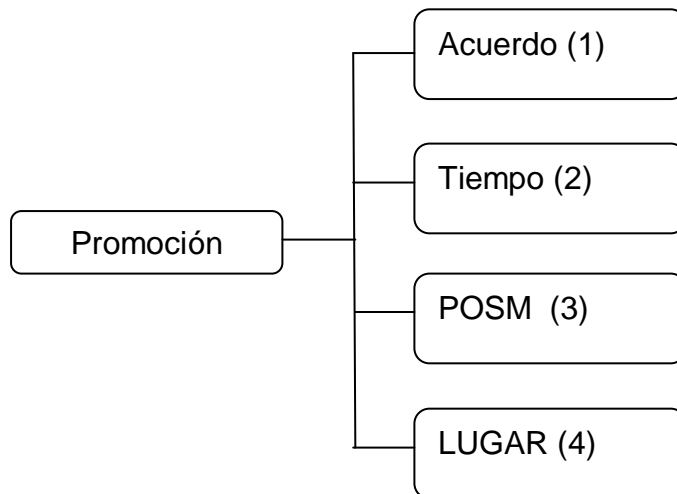 Acuerdo (1)
Tiempo (2)
Promoción
POSM (3)
LUGAR (4)